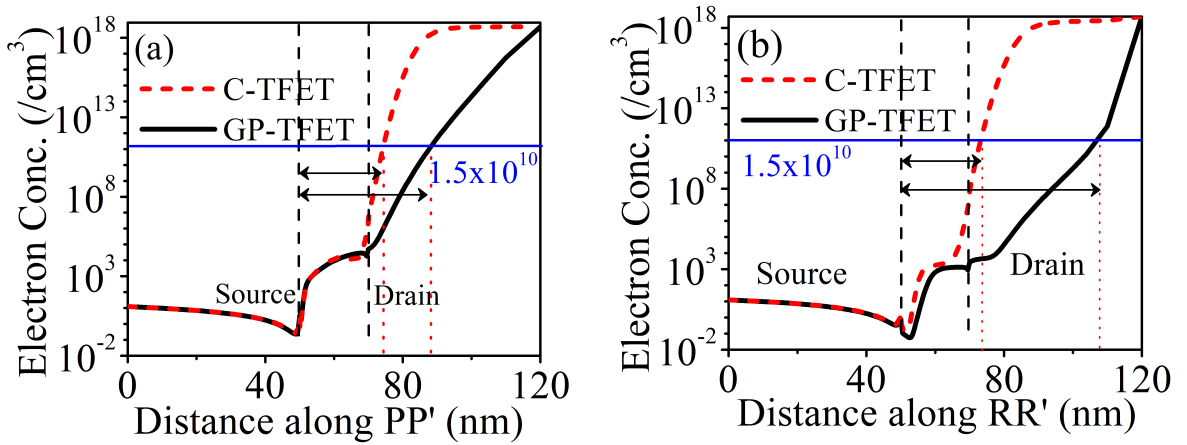 (a)
C-TFET
GP-TFET
1.5x10^10
Source
Drain
Electron Conc. (/cm^3)
10^18
10^13
10^8
10^3
10^-2
0 40 80 120
Distance along PP' (nm)
(b)
C-TFET
GP-TFET
1.5x10^10
Source
Drain
Electron Conc. (/cm^3)
10^18
10^13
10^8
10^3
10^-2
0 40 80 120
Distance along RR' (nm)